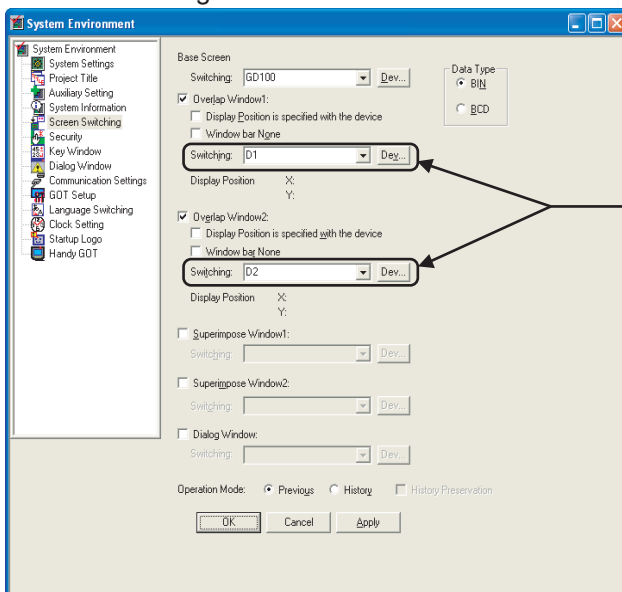 System Environment
System Environment
System Settings
Project Title
Auxiliary Setting
System Information
Screen Switching
Security
Key Window
Dialog Window
Communication Settings
GOT Setup
Language Switching
Clock Setting
Startup Logo
Handy GOT
Base Screen
Switching: GD100 Dev...
Data Type
BIN
BCD
Overlap Window1:
Display Position is specified with the device
Window bar None
Switching: D1 Dev...
Display Position X:
Y:
Overlap Window2:
Display Position is specified with the device
Window bar None
Switching: D2 Dev...
Display Position X:
Y:
Superimpose Window1:
Switching: Dev...
Superimpose Window2:
Switching: Dev...
Dialog Window:
Switching: Dev...
Operation Mode: Previous History History Preservation
OK Cancel Apply